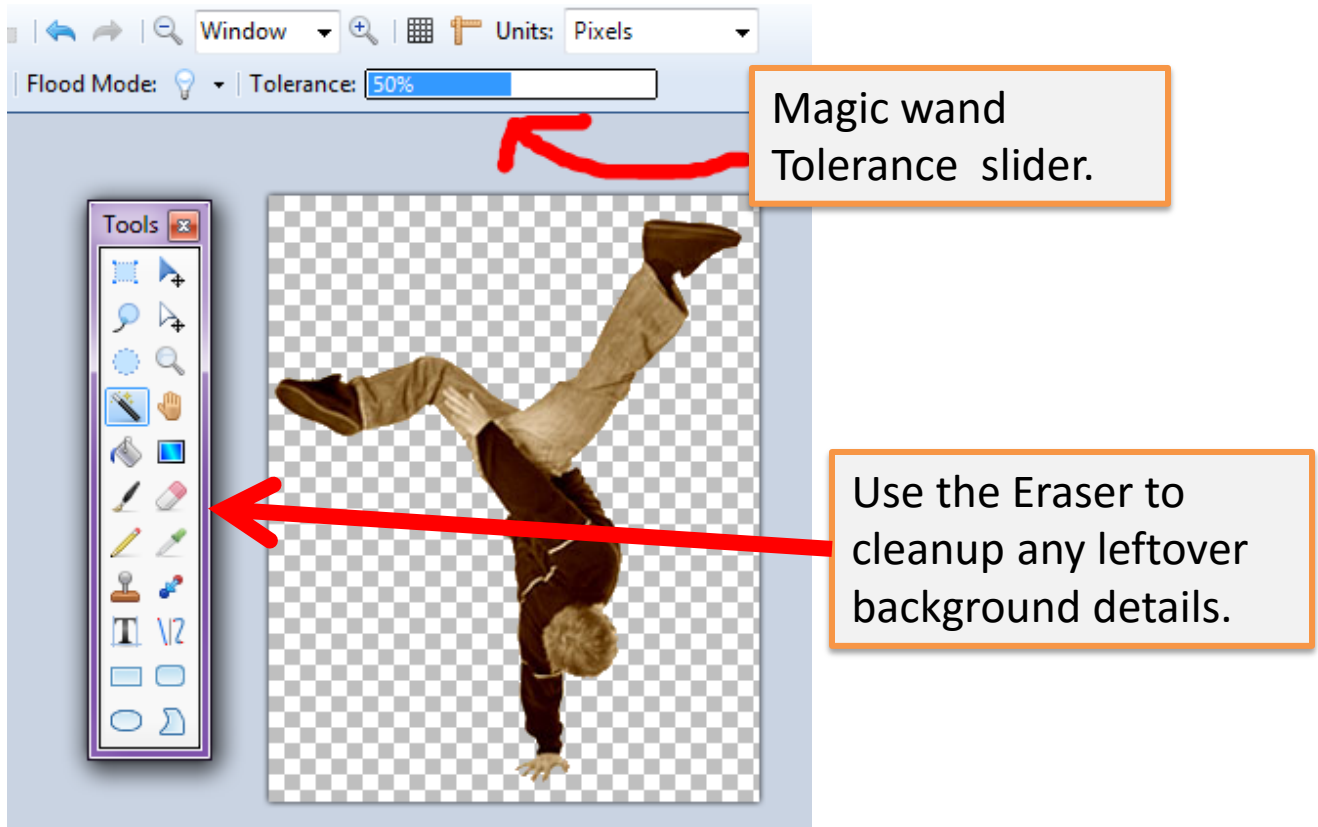 Window Units: Pixels
Flood Mode: Tolerance: 50%
Magic wand
Tolerance slider.
Tools
Use the Eraser to
cleanup any leftover
background details.